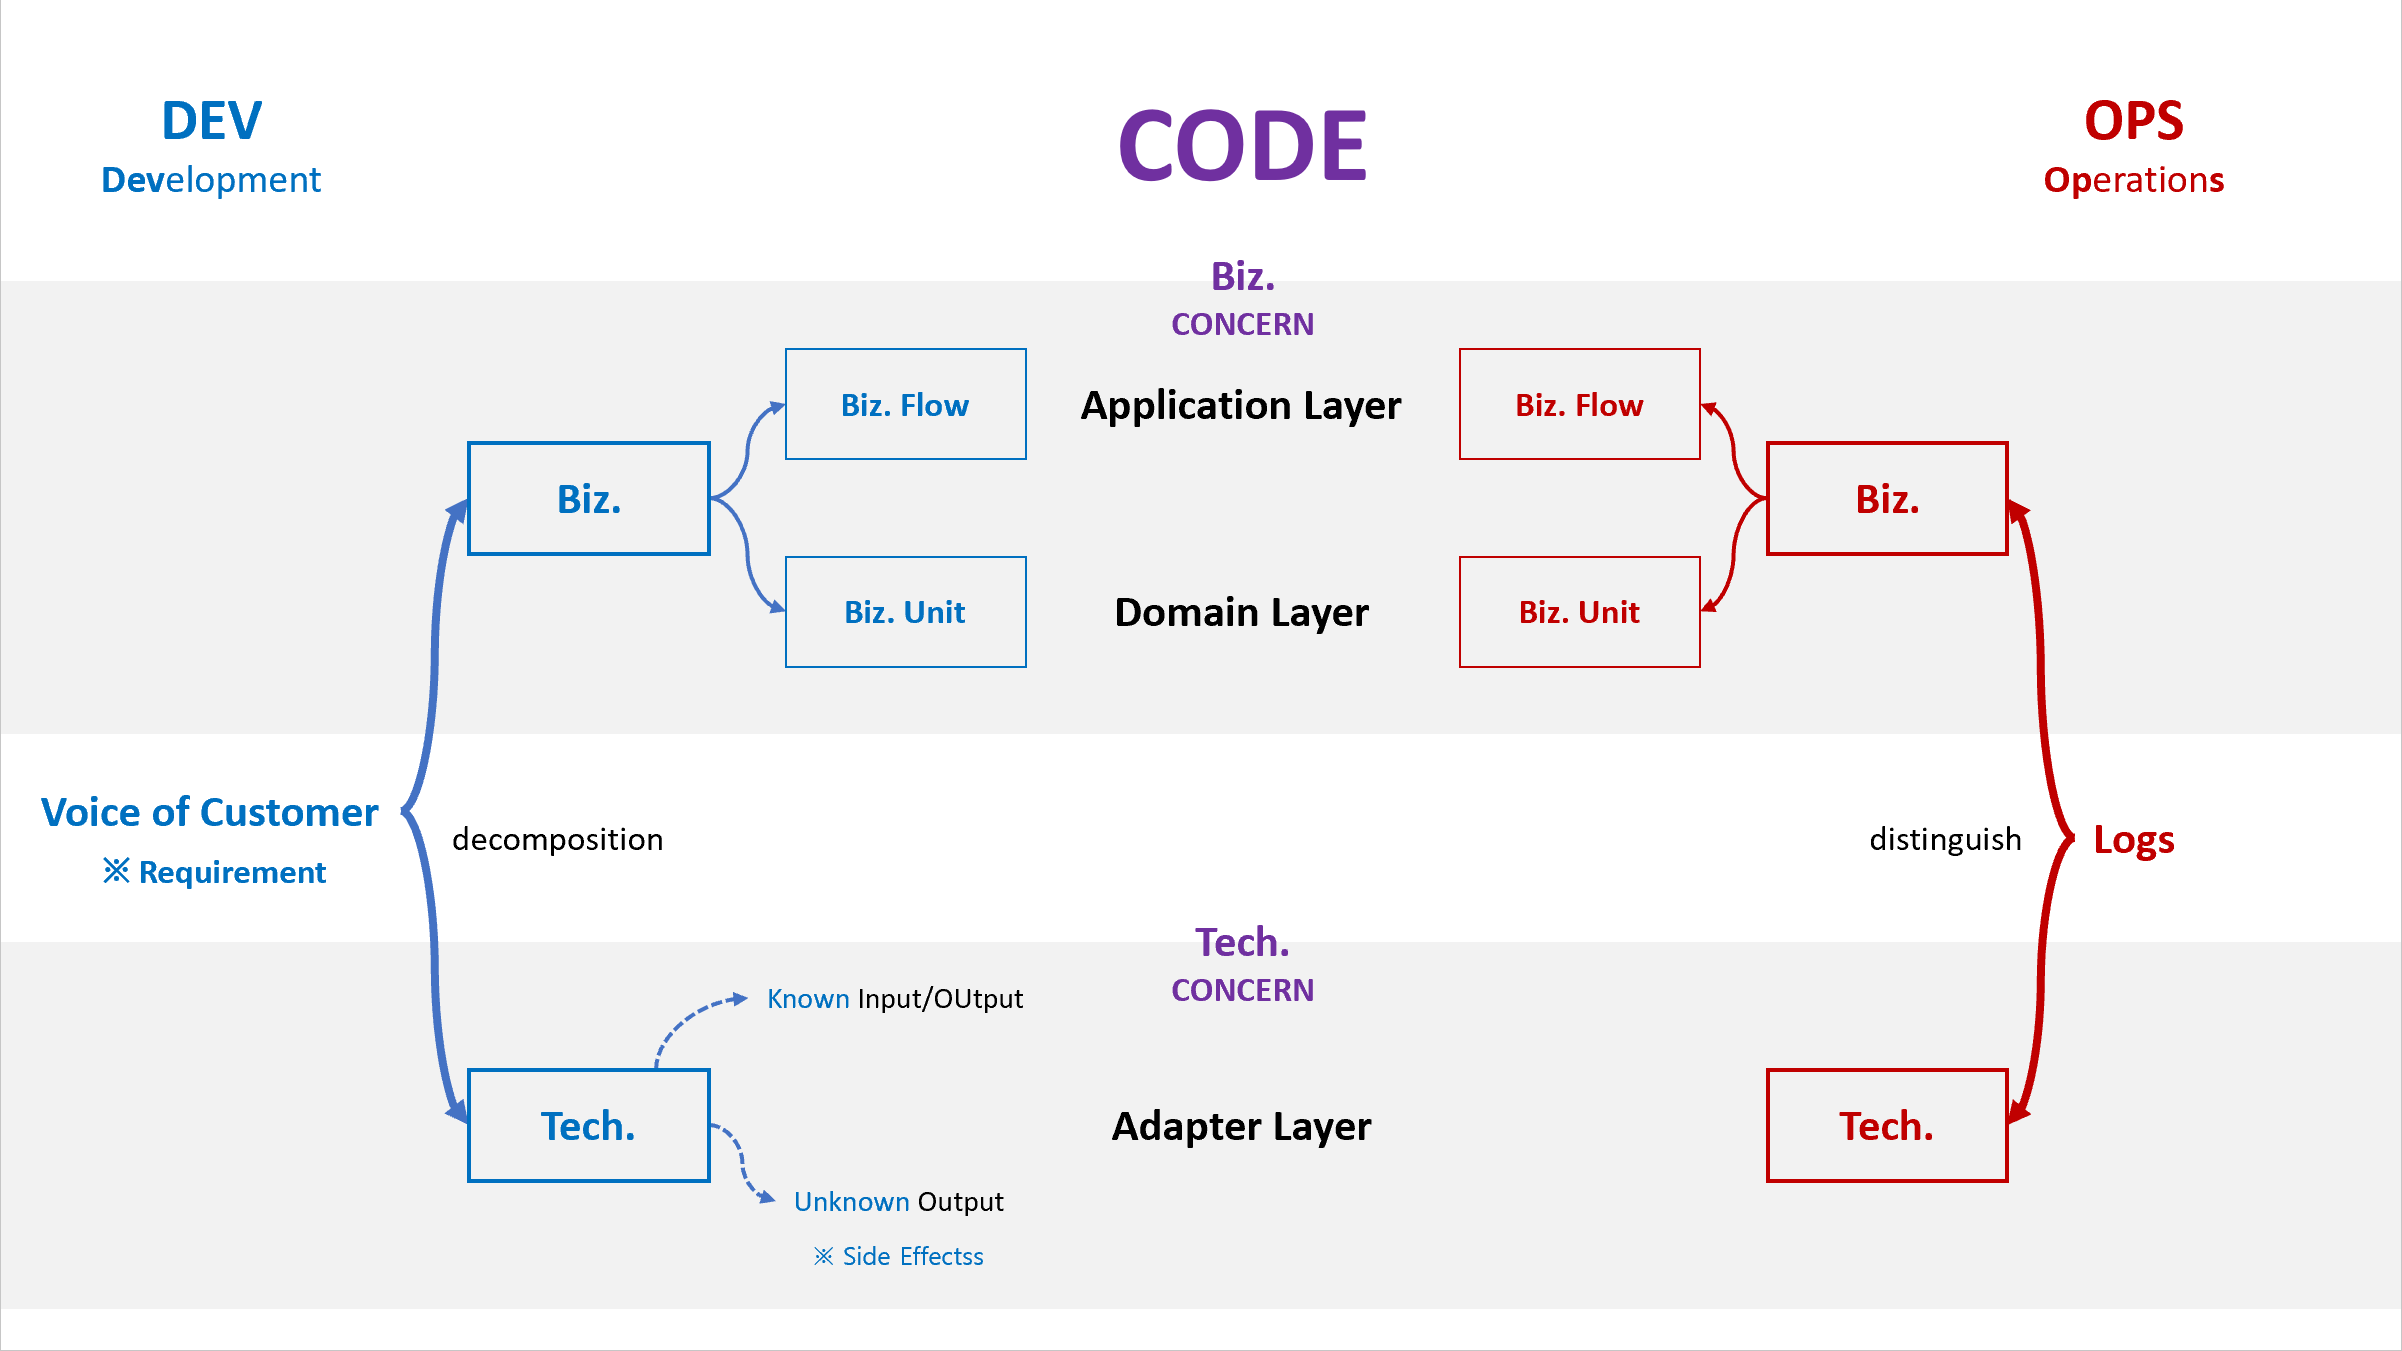 DEV
Development
CODE
OPS
Operations
Biz.
CONCERN
Biz. Flow
Application Layer
Biz. Flow
Biz.
Biz.
Biz. Unit
Domain Layer
Biz. Unit
Voice of Customer
※ Requirement
decomposition
distinguish
Logs
Tech.
CONCERN
Known Input/OUtput
Tech.
Adapter Layer
Tech.
Unknown Output
※ Side Effectss